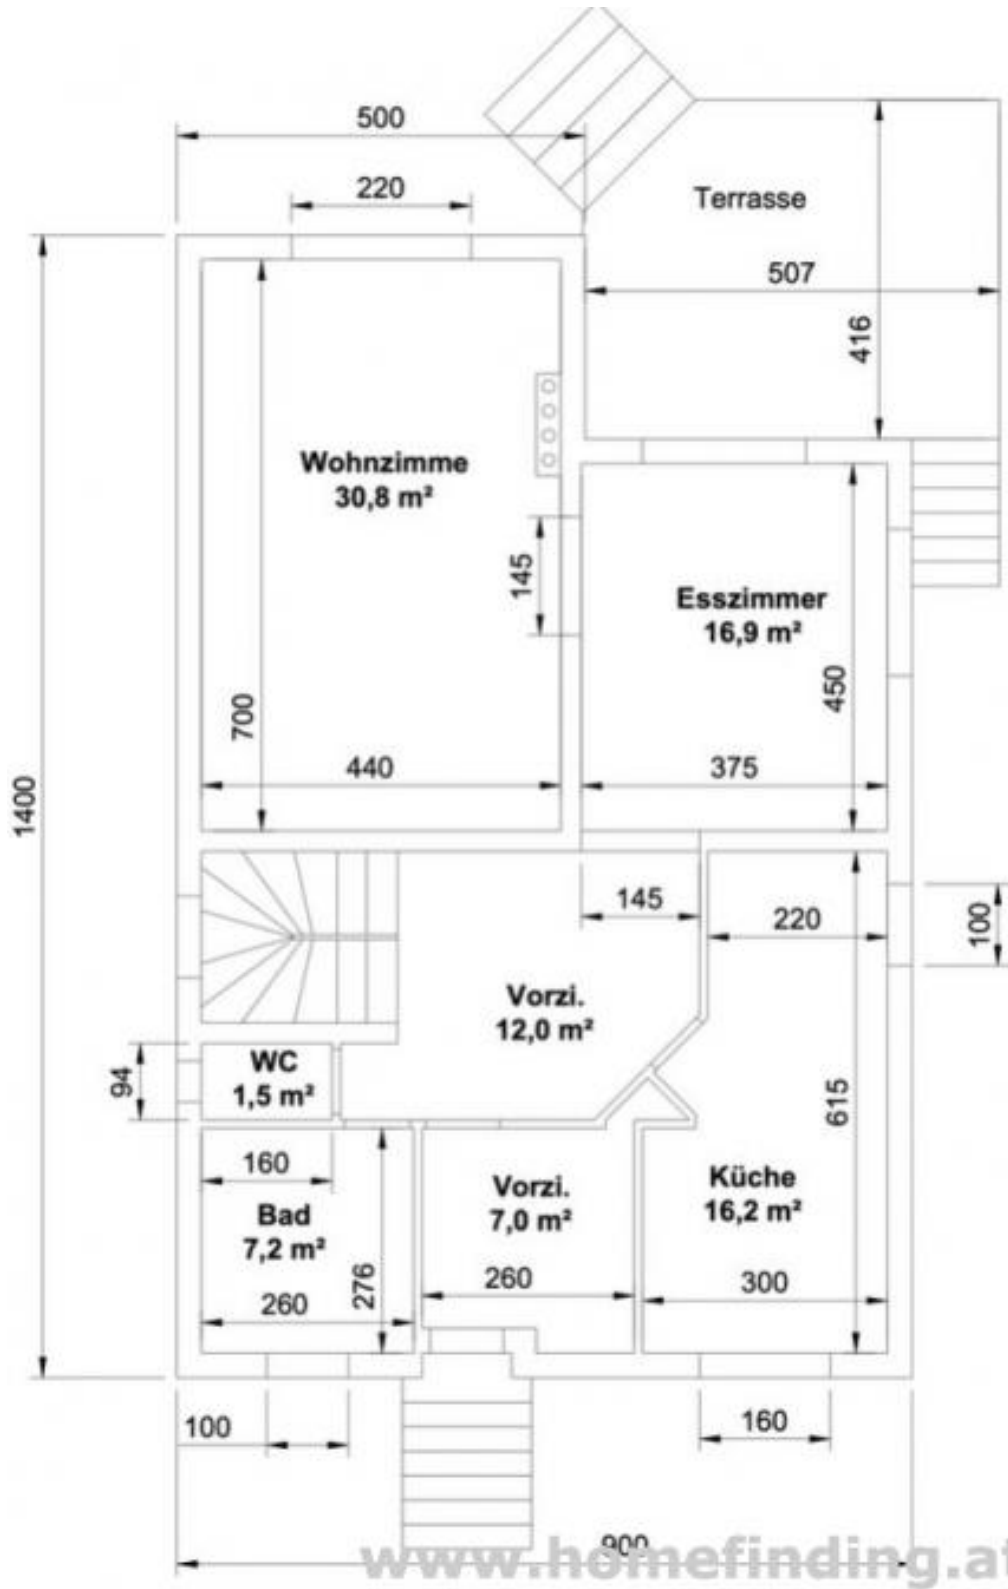 500
220
Terrasse
507
416
Wohnzimme
30,8 m²
145
Esszimmer
16,9 m²
700
450
440
375
1400
145
220
100
Vorzi.
12,0 m²
WC
1,5 m²
94
615
160
Bad
7,2 m²
276
260
Vorzi.
7,0 m²
260
Küche
16,2 m²
300
100
160
900
www.homefinding.at